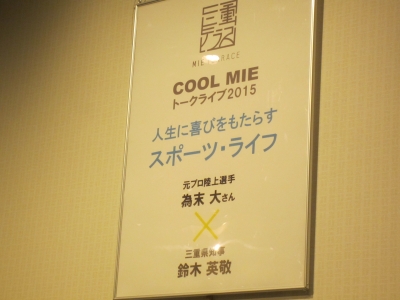 三重テラス
MIE TERRACE
COOL MIE
トークライブ2015
人生に喜びをもたらす
スポーツ・ライフ
元プロ陸上選手
為末 大さん
×
三重県知事
鈴木 英敬